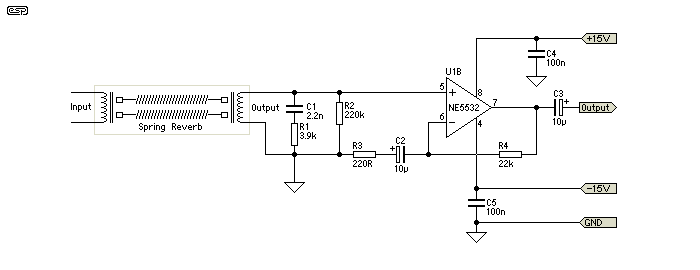 esp
+15V
C4
100n
U1B
5
+
8
NE5532
7
6
−
4
C3
+
10µ
Output
Input
Output
C1
2.2n
R1
3.9k
R2
220k
Spring Reverb
R3
220R
+
C2
10µ
R4
22k
−15V
C5
100n
GND